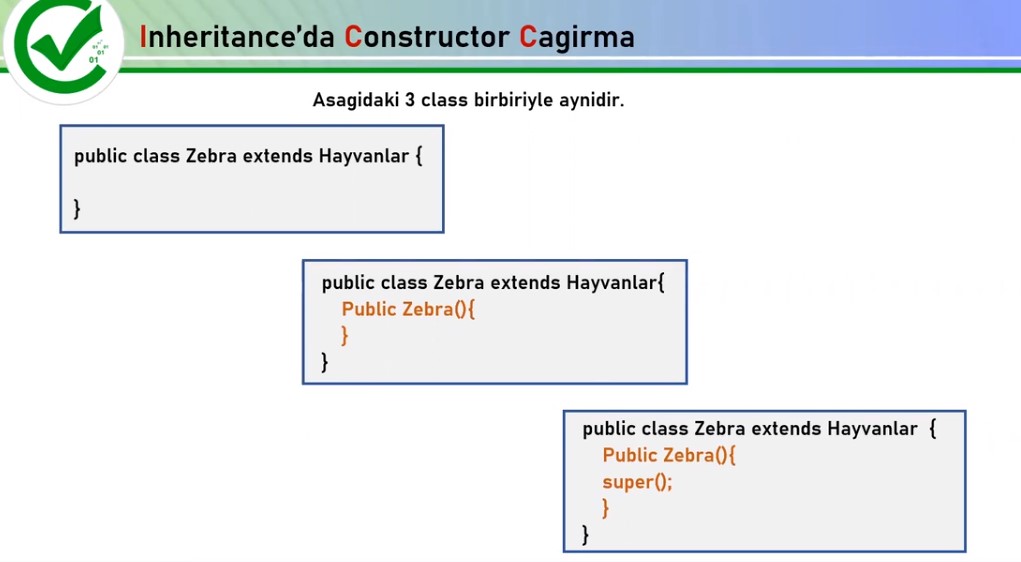 Inheritance’da Constructor Cagirma
Asagidaki 3 class birbiriyle aynidir.
public class Zebra extends Hayvanlar {
}
public class Zebra extends Hayvanlar{
Public Zebra(){
}
}
public class Zebra extends Hayvanlar {
Public Zebra(){
super();
}
}